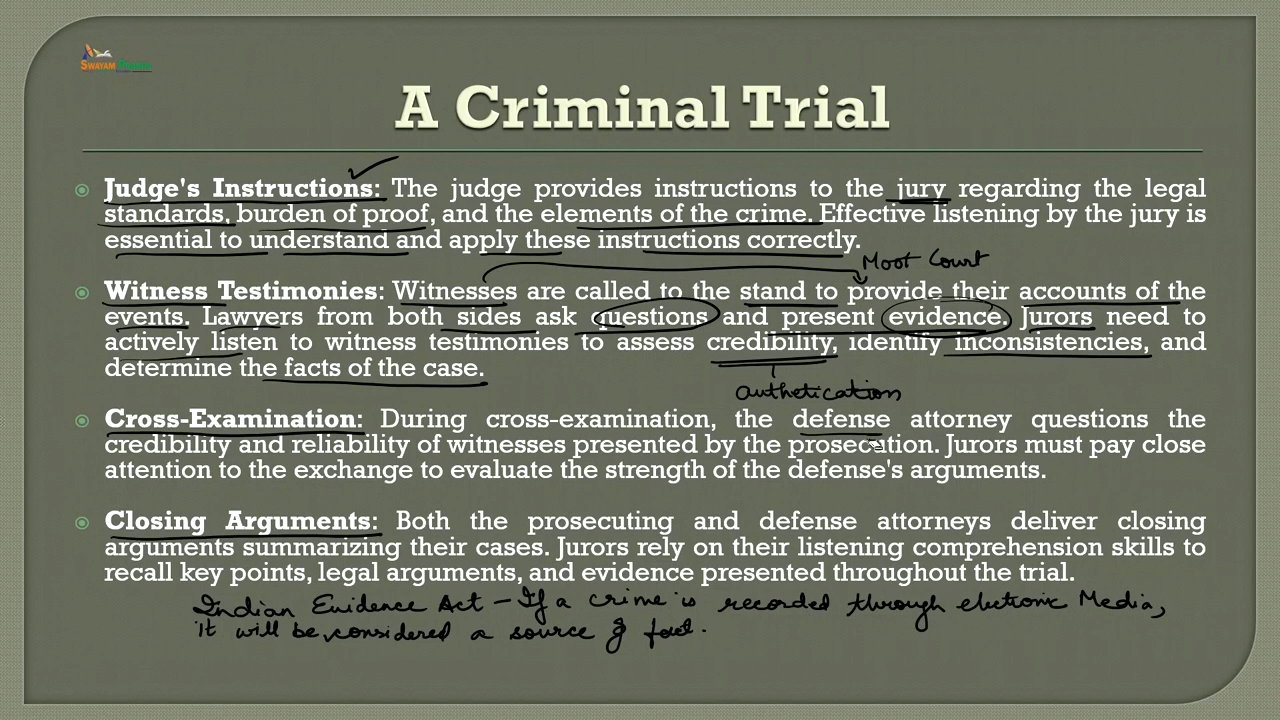 SWAYAM
A Criminal Trial
Judge's Instructions: The judge provides instructions to the jury regarding the legal
standards, burden of proof, and the elements of the crime. Effective listening by the jury is
essential to understand and apply these instructions correctly.
Moot Court
Witness Testimonies: Witnesses are called to the stand to provide their accounts of the
events. Lawyers from both sides ask questions and present evidence. Jurors need to
actively listen to witness testimonies to assess credibility, identify inconsistencies, and
determine the facts of the case.
authetication
Cross-Examination: During cross-examination, the defense attorney questions the
credibility and reliability of witnesses presented by the prosecution. Jurors must pay close
attention to the exchange to evaluate the strength of the defense's arguments.
Closing Arguments: Both the prosecuting and defense attorneys deliver closing
arguments summarizing their cases. Jurors rely on their listening comprehension skills to
recall key points, legal arguments, and evidence presented throughout the trial.
Indian Evidence Act - If a crime is recorded through electronic Media,
it will be considered a source of fact.